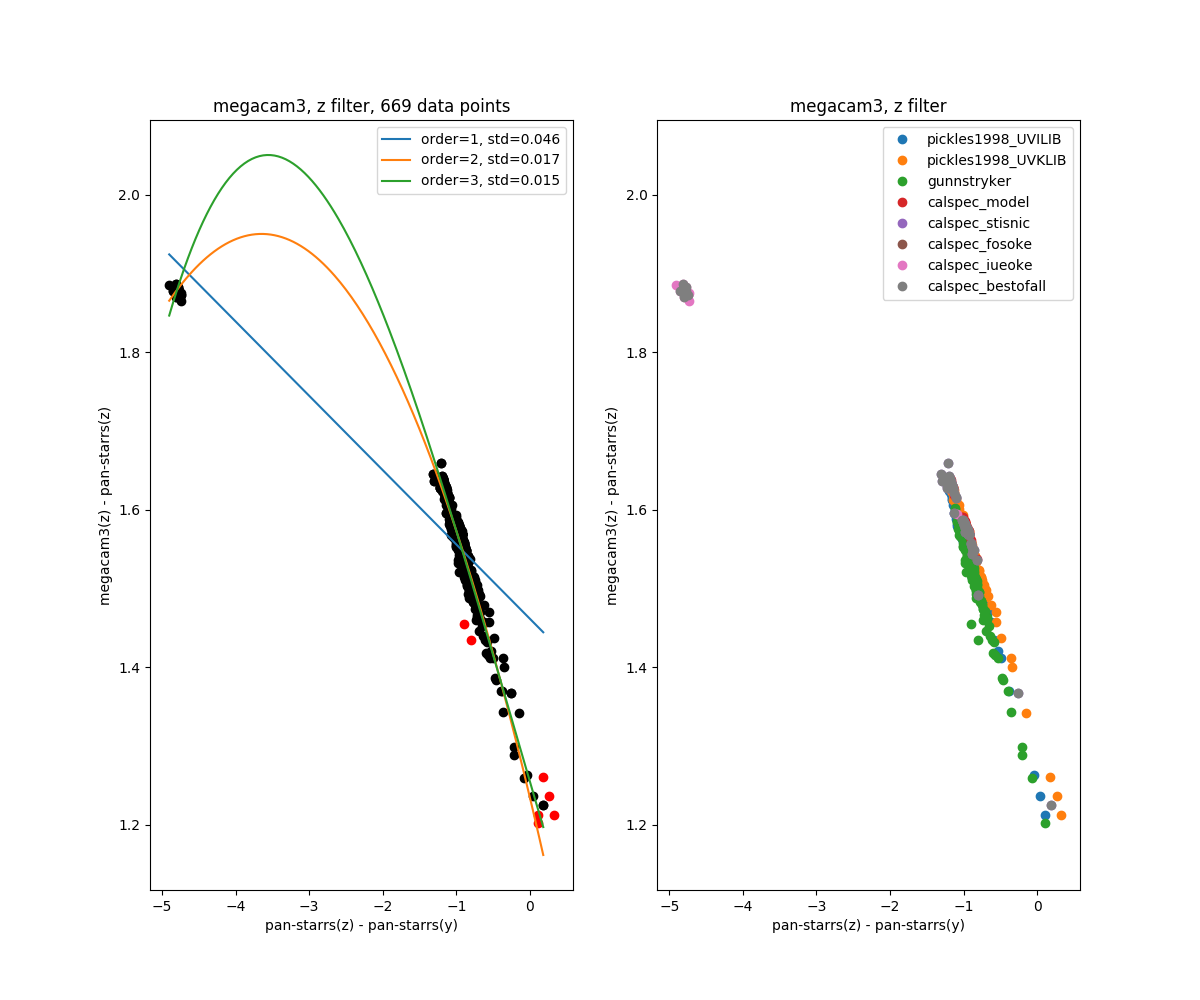 megacam3, z filter, 669 data points
order=1, std=0.046
order=2, std=0.017
order=3, std=0.015
2.0
1.8
1.6
1.4
1.2
megacam3(z) - pan-starrs(z)
−5
−4
−3
−2
−1
0
pan-starrs(z) - pan-starrs(y)
megacam3, z filter
pickles1998_UVILIB
pickles1998_UVKLIB
gunnstryker
calspec_model
calspec_stisnic
calspec_fosoke
calspec_iueoke
calspec_bestofall
2.0
1.8
1.6
1.4
1.2
megacam3(z) - pan-starrs(z)
−5
−4
−3
−2
−1
0
pan-starrs(z) - pan-starrs(y)